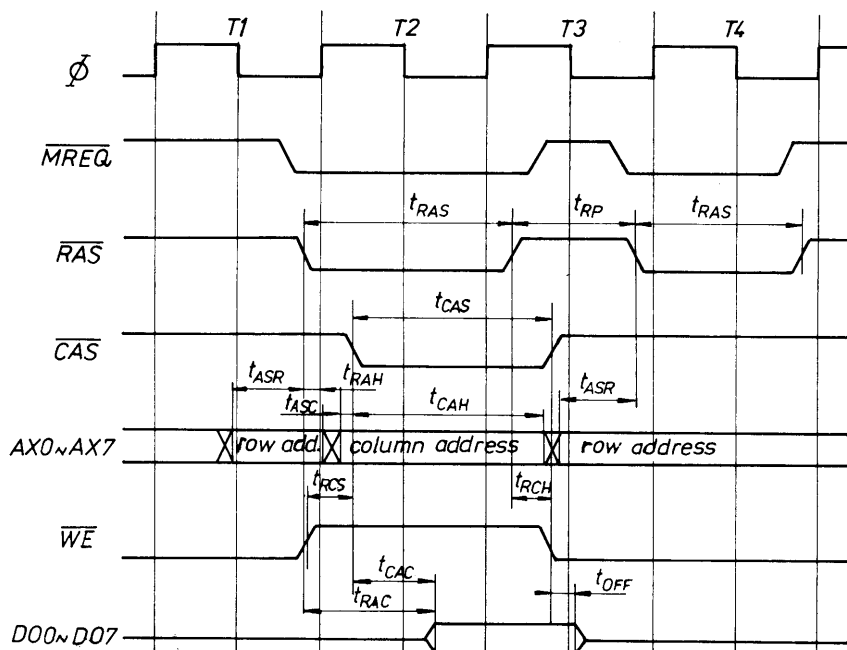 T1 T2 T3 T4
Φ
MREQ
tRAS tRP tRAS
RAS
tCAS
CAS
tASR tRAH tASR
tASC tCAH
AX0~AX7 row add. column address row address
tRCS tRCH
WE
tCAC tOFF
tRAC
DO0~DO7